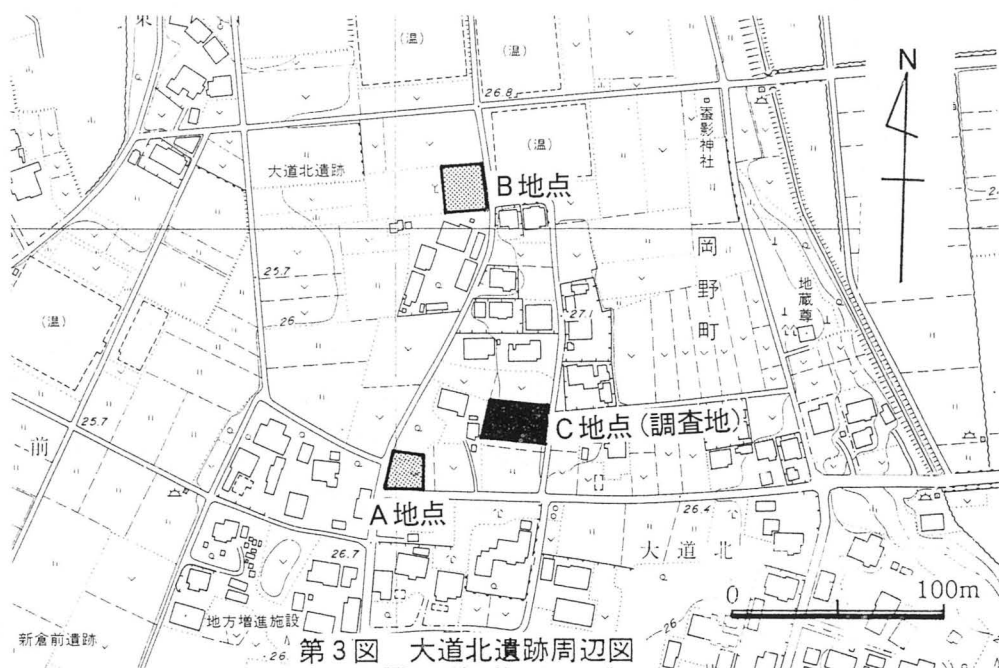 東
(温)
(温)
N
26.8
(温)
蚕影神社
大道北遺跡
B地点
岡野町
25.7
地蔵尊
(温)
26
27.1
25.7
C地点(調査地)
前
A地点
26.4
26.7
大道北
0 100m
地方増進施設
新倉前遺跡
26
26
第3図 大道北遺跡周辺図